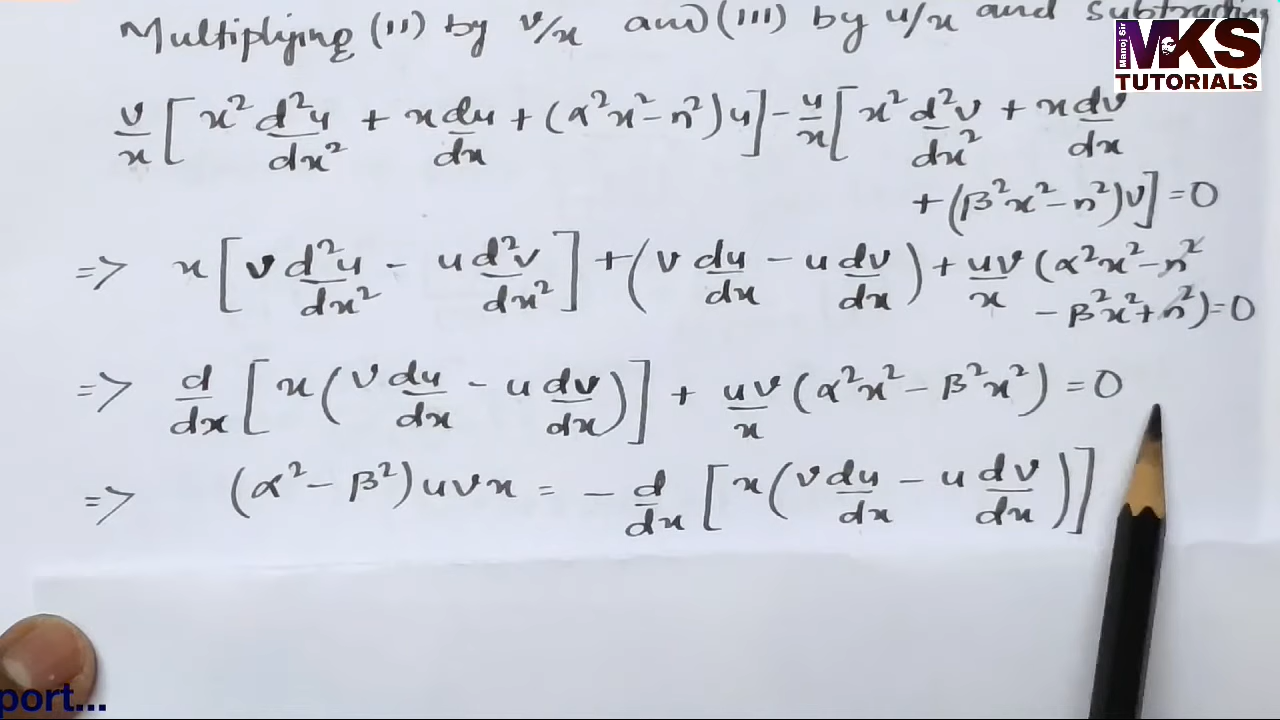 Multiplying (II) by v/x and (III) by u/x and subtracting
Manoj Sir
MKS
TUTORIALS
v/x [x² d²u/dx² + x du/dx + (α²x² - n²)u] - u/x [x² d²v/dx² + x dv/dx
+ (β²x² - n²)v] = 0
=> x [v d²u/dx² - u d²v/dx²] + (v du/dx - u dv/dx) + uv/x (α²x² - n²
- β²x² + n²) = 0
=> d/dx [x (v du/dx - u dv/dx)] + uv/x (α²x² - β²x²) = 0
=> (α² - β²) uvx = - d/dx [x (v du/dx - u dv/dx)]
port...